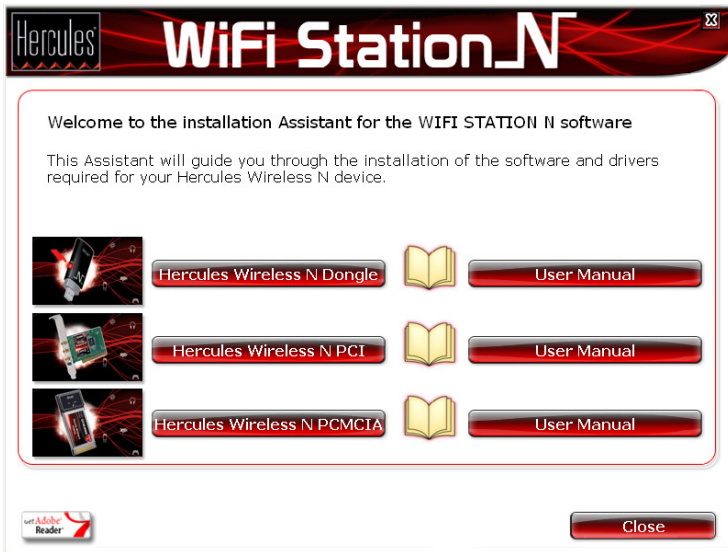 Hercules
WiFi Station N
Welcome to the installation Assistant for the WIFI STATION N software
This Assistant will guide you through the installation of the software and drivers
required for your Hercules Wireless N device.
Hercules Wireless N Dongle
User Manual
Hercules Wireless N PCI
User Manual
Hercules Wireless N PCMCIA
User Manual
Get Adobe
Reader
Close